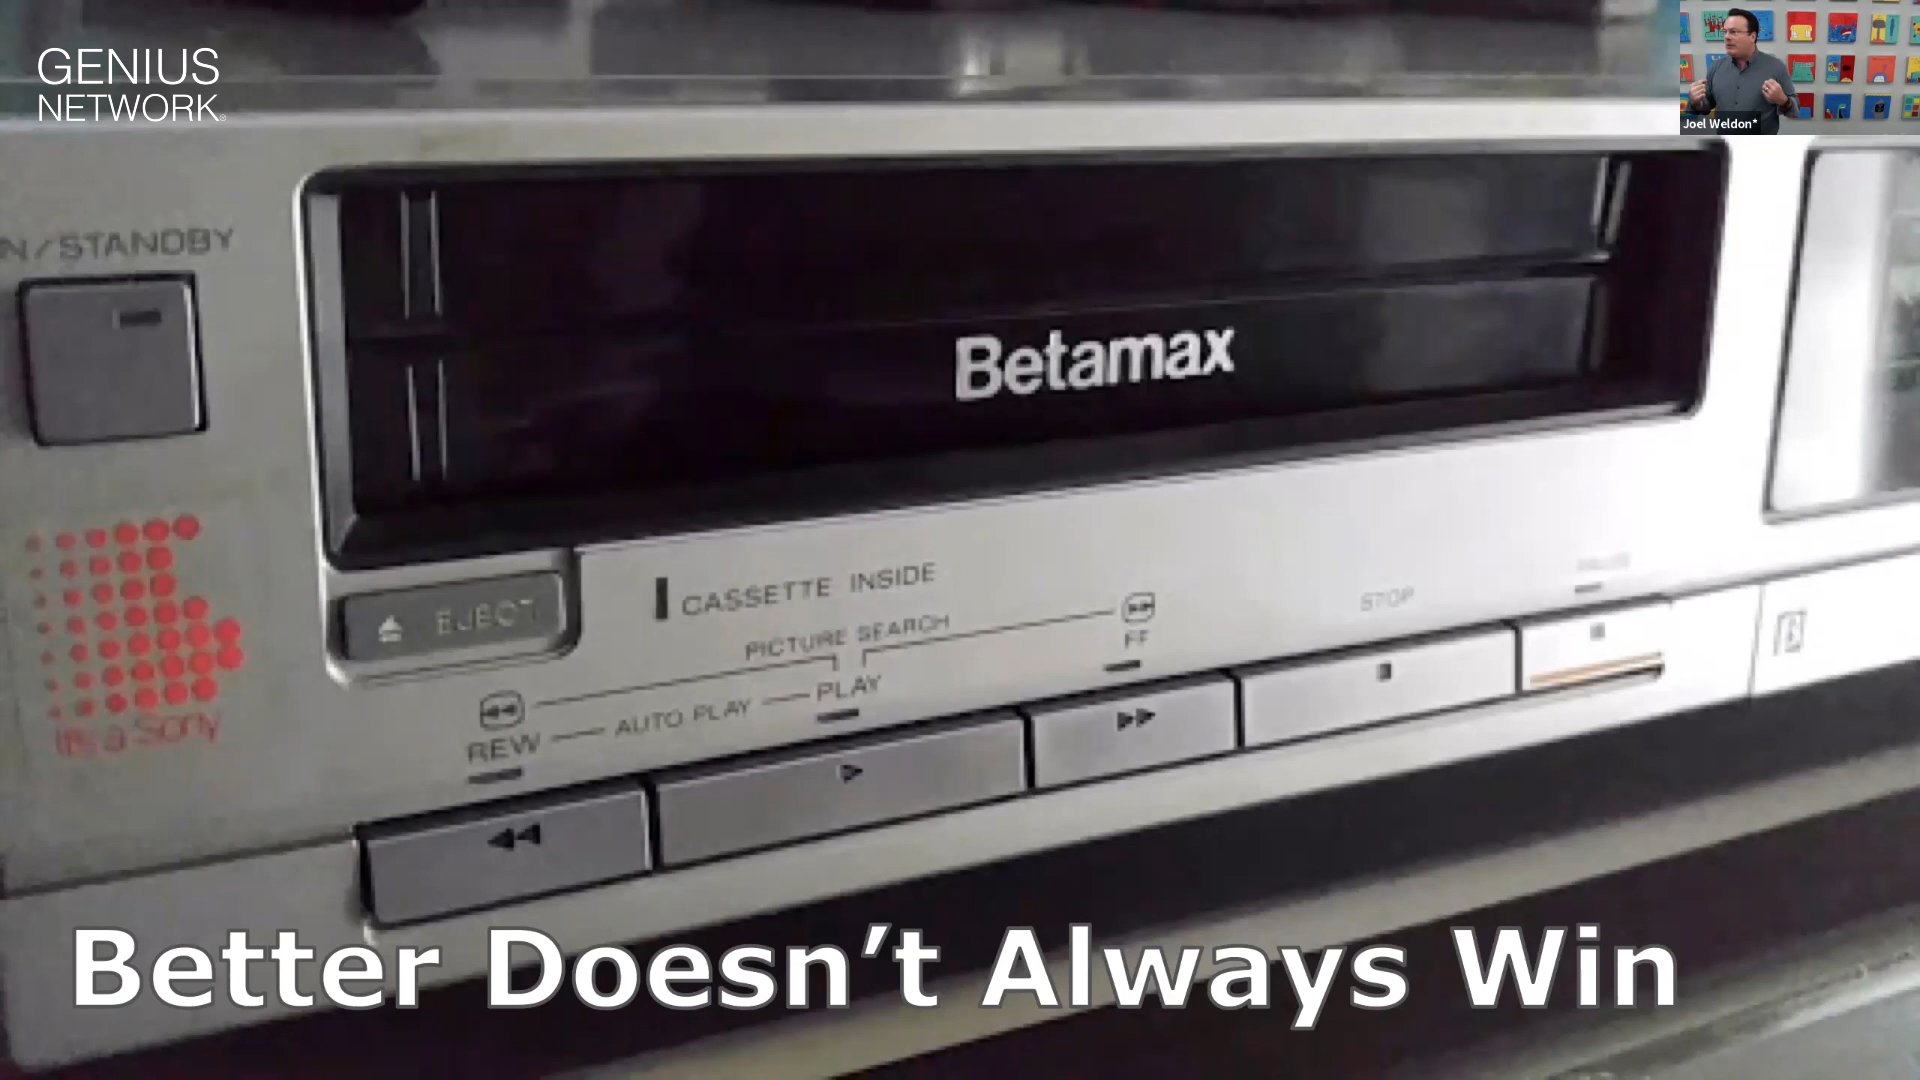 GENIUS
NETWORK®
Joel Weldon*
N/STANDBY
Betamax
EJECT
CASSETTE INSIDE
PICTURE SEARCH
FF
STOP
PAUSE
REW
AUTO PLAY
PLAY
It's a Sony
Better Doesn’t Always Win